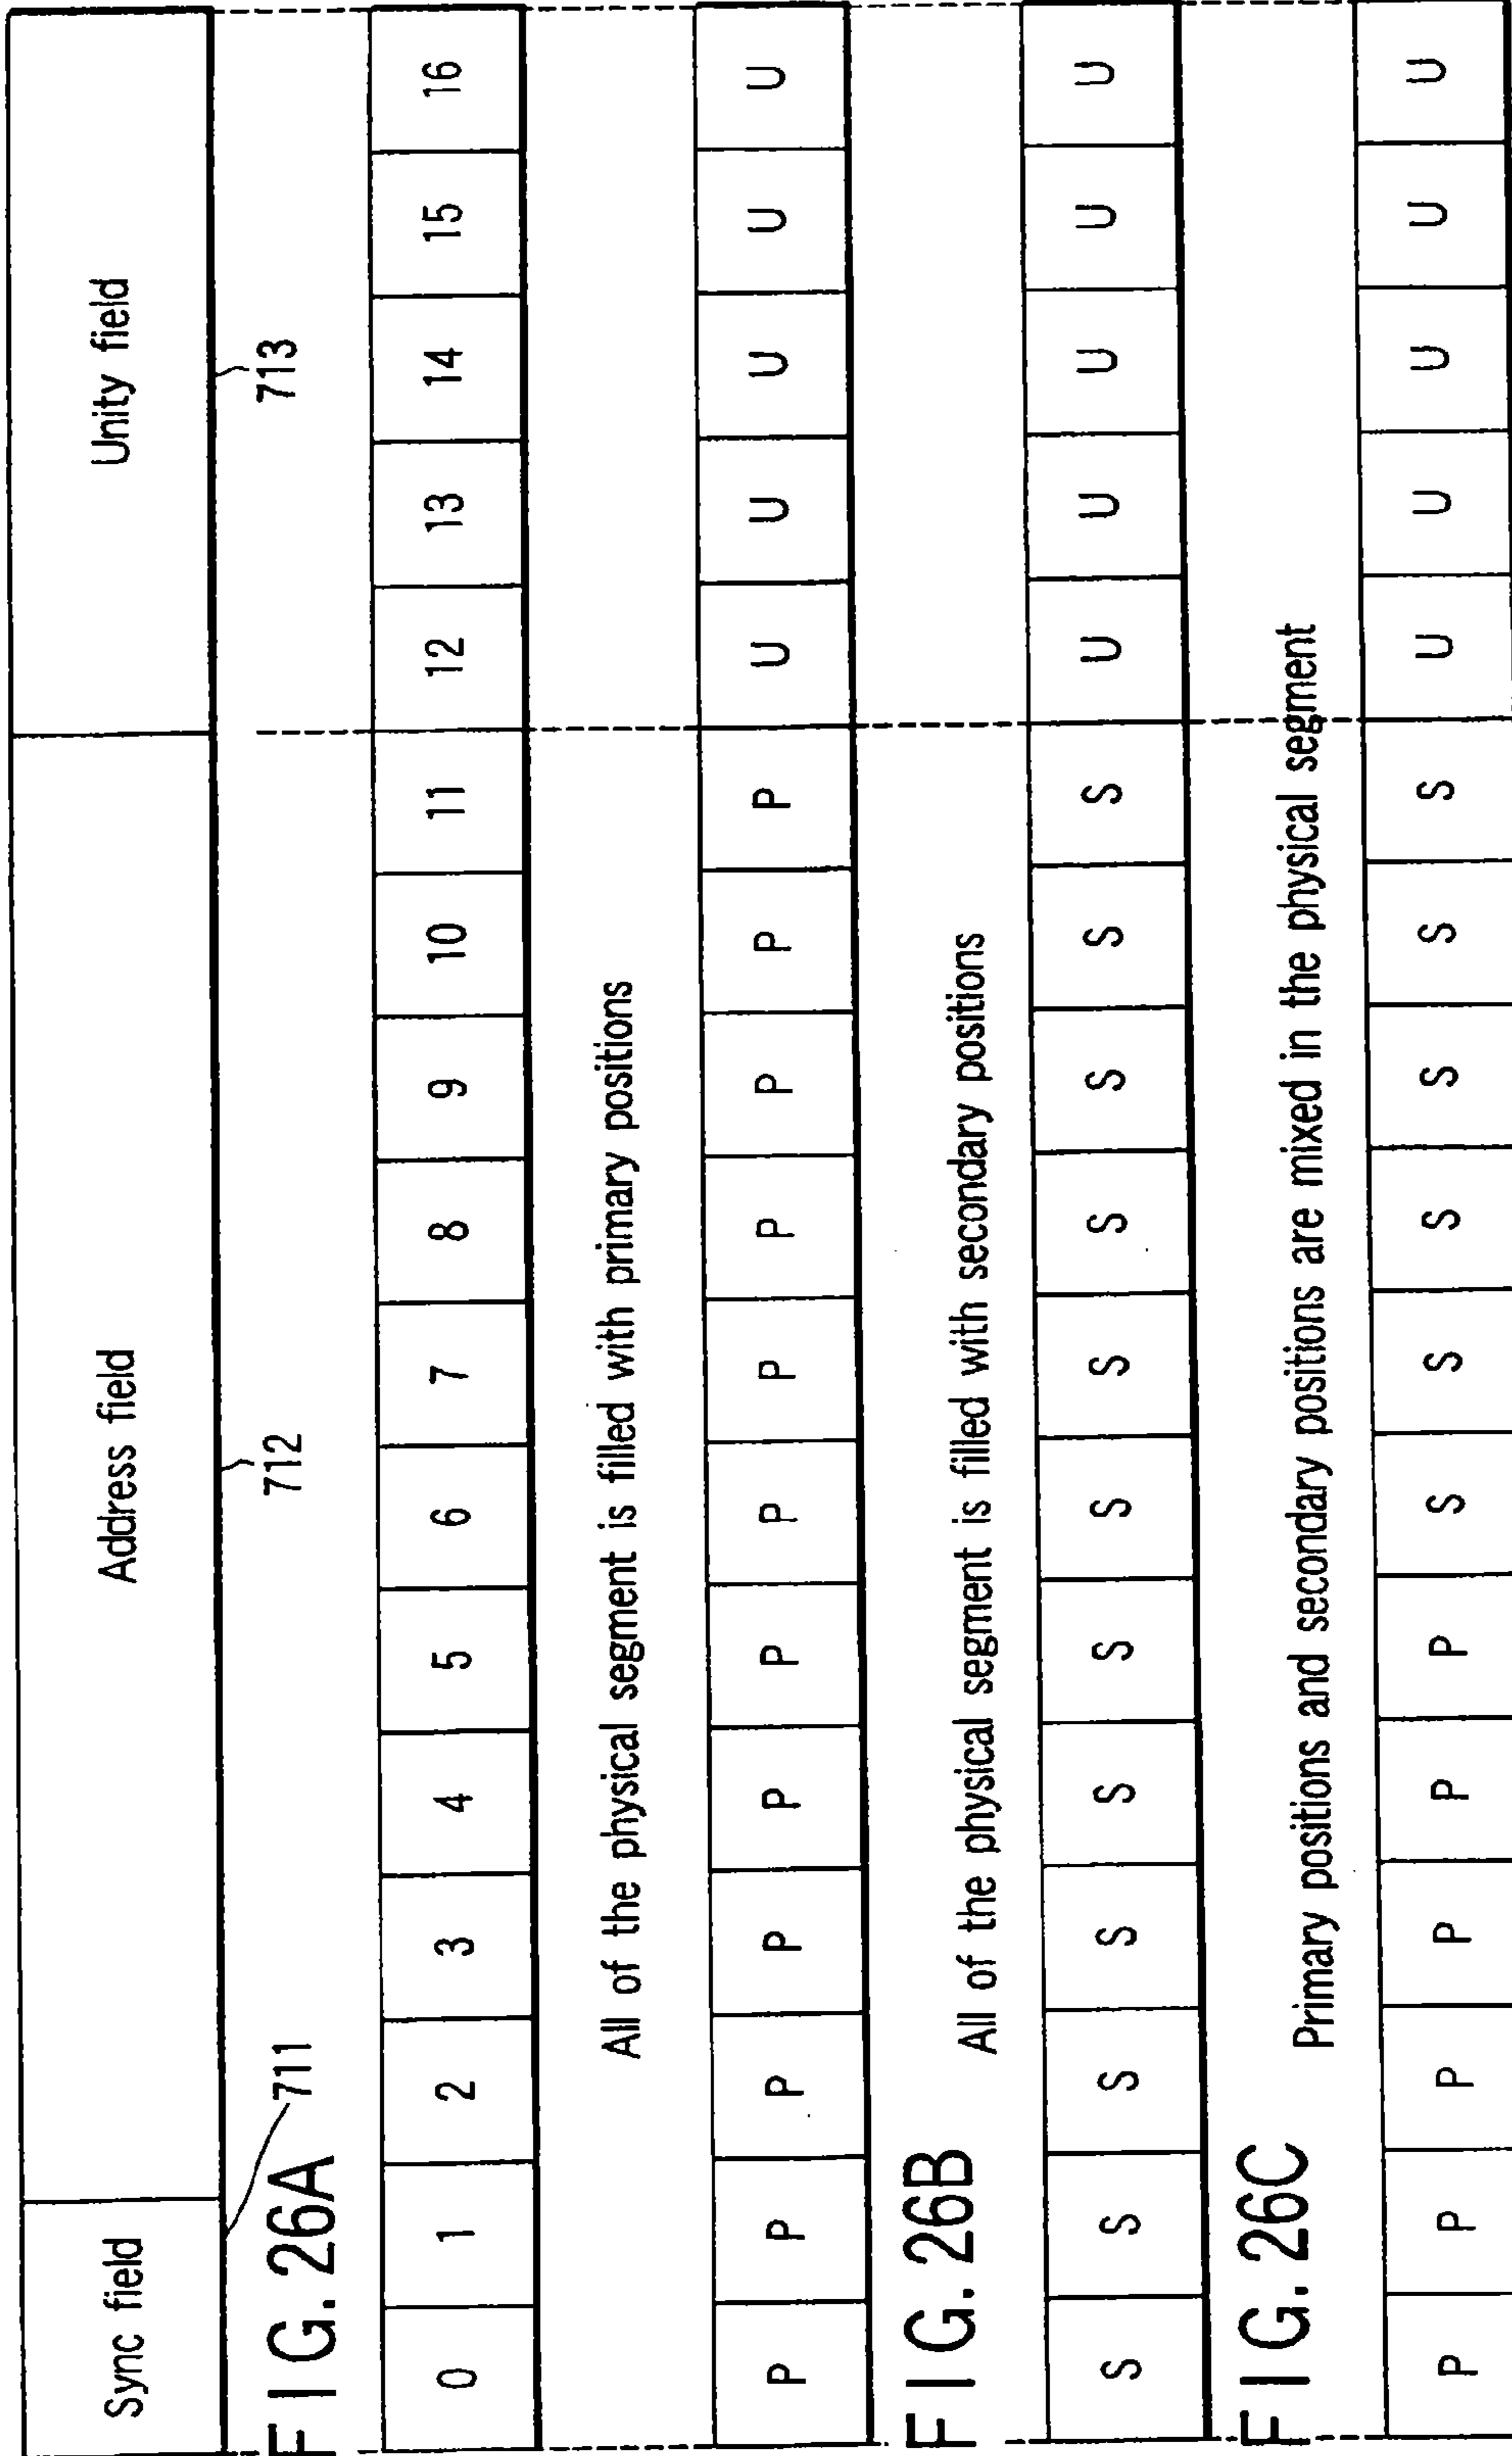 Sync field Address field Unity field
711 712 713
FIG. 26A
0 1 2 3 4 5 6 7 8 9 10 11 12 13 14 15 16
All of the physical segment is filled with primary positions
P P P P P P P P P P P P U U U U U
FIG. 26B
All of the physical segment is filled with secondary positions
S S S S S S S S S S S S U U U U U
FIG. 26C
Primary positions and secondary positions are mixed in the physical segment
P P P P P P S S S S S S U U U U U